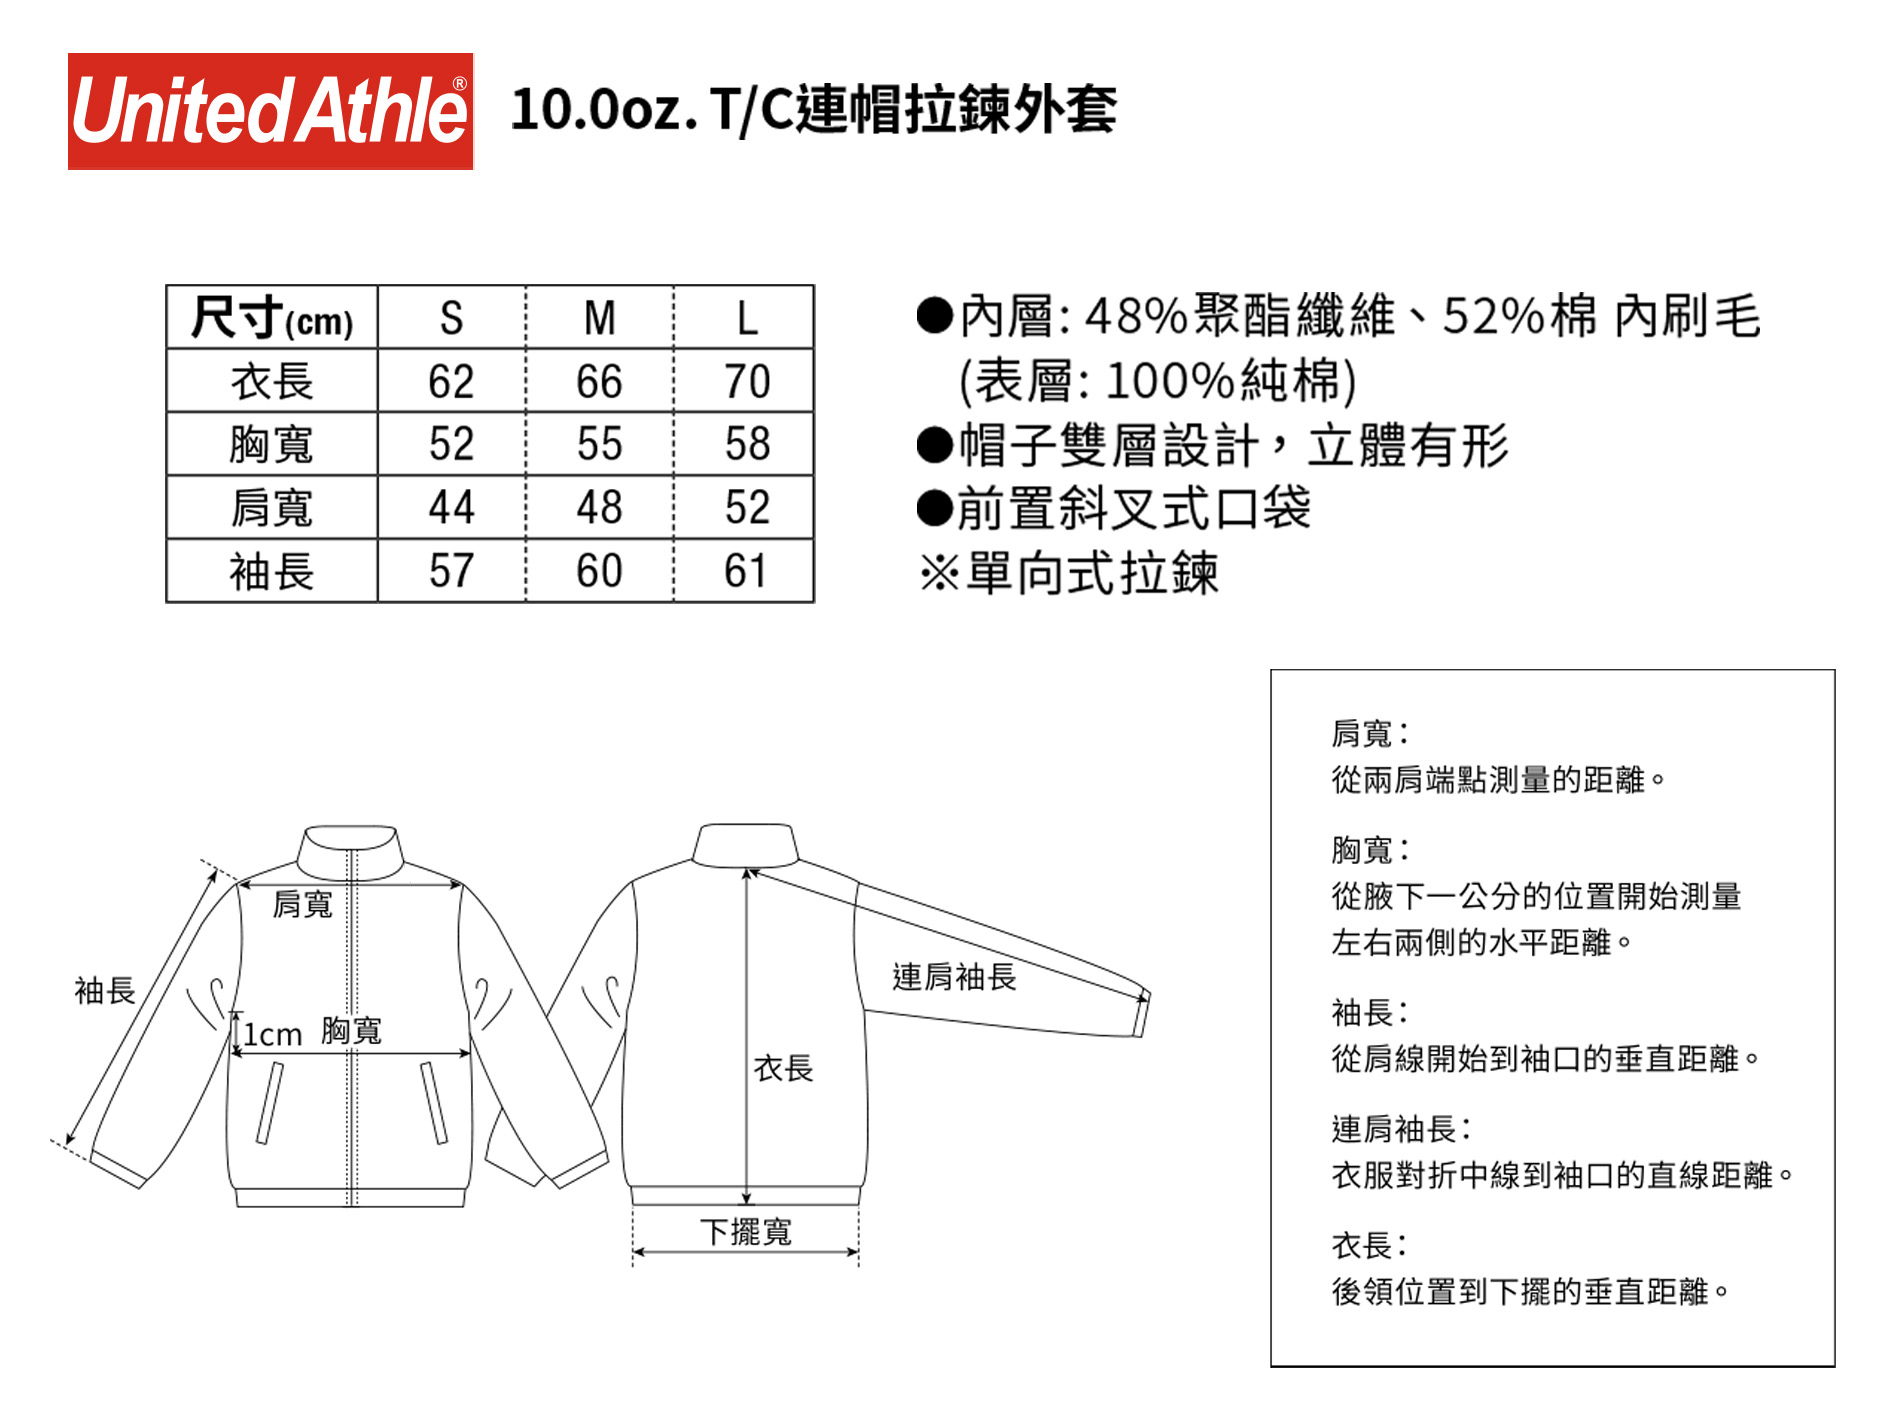 United Athle®
10.0oz. T/C連帽拉鍊外套
尺寸(cm) S M L
衣長 62 66 70
胸寬 52 55 58
肩寬 44 48 52
袖長 57 60 61
●內層: 48%聚酯纖維、52%棉 內刷毛
(表層: 100%純棉)
●帽子雙層設計，立體有形
●前置斜叉式口袋
※單向式拉鍊
肩寬
袖長
1cm 胸寬
連肩袖長
衣長
下擺寬
肩寬：
從兩肩端點測量的距離。
胸寬：
從腋下一公分的位置開始測量
左右兩側的水平距離。
袖長：
從肩線開始到袖口的垂直距離。
連肩袖長：
衣服對折中線到袖口的直線距離。
衣長：
後領位置到下擺的垂直距離。